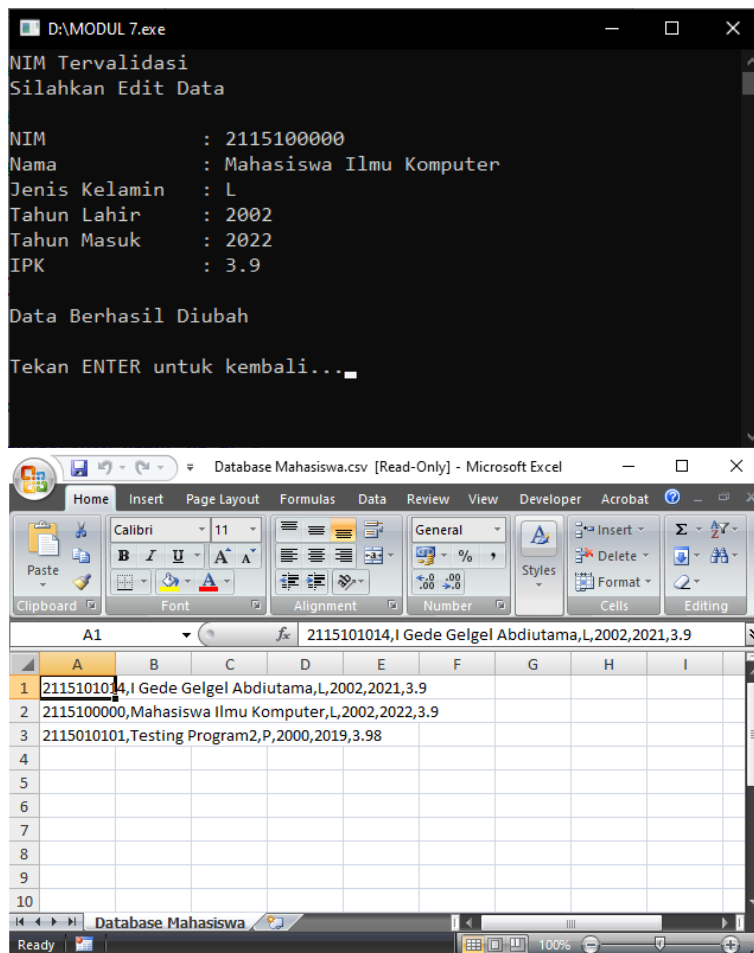 D:\MODUL 7.exe
NIM Tervalidasi
Silahkan Edit Data
NIM : 2115100000
Nama : Mahasiswa Ilmu Komputer
Jenis Kelamin : L
Tahun Lahir : 2002
Tahun Masuk : 2022
IPK : 3.9
Data Berhasil Diubah
Tekan ENTER untuk kembali...
Database Mahasiswa.csv [Read-Only] - Microsoft Excel
Home Insert Page Layout Formulas Data Review View Developer Acrobat
Calibri 11 General Insert
Paste B I U A A % , Styles Delete
A Format
Clipboard Font Alignment Number Cells Editing
A1 fx 2115101014,I Gede Gelgel Abdiutama,L,2002,2021,3.9
A B C D E F G H I
1 2115101014,I Gede Gelgel Abdiutama,L,2002,2021,3.9
2 2115100000,Mahasiswa Ilmu Komputer,L,2002,2022,3.9
3 2115010101,Testing Program2,P,2000,2019,3.98
4
5
6
7
8
9
10
Database Mahasiswa
Ready 100%